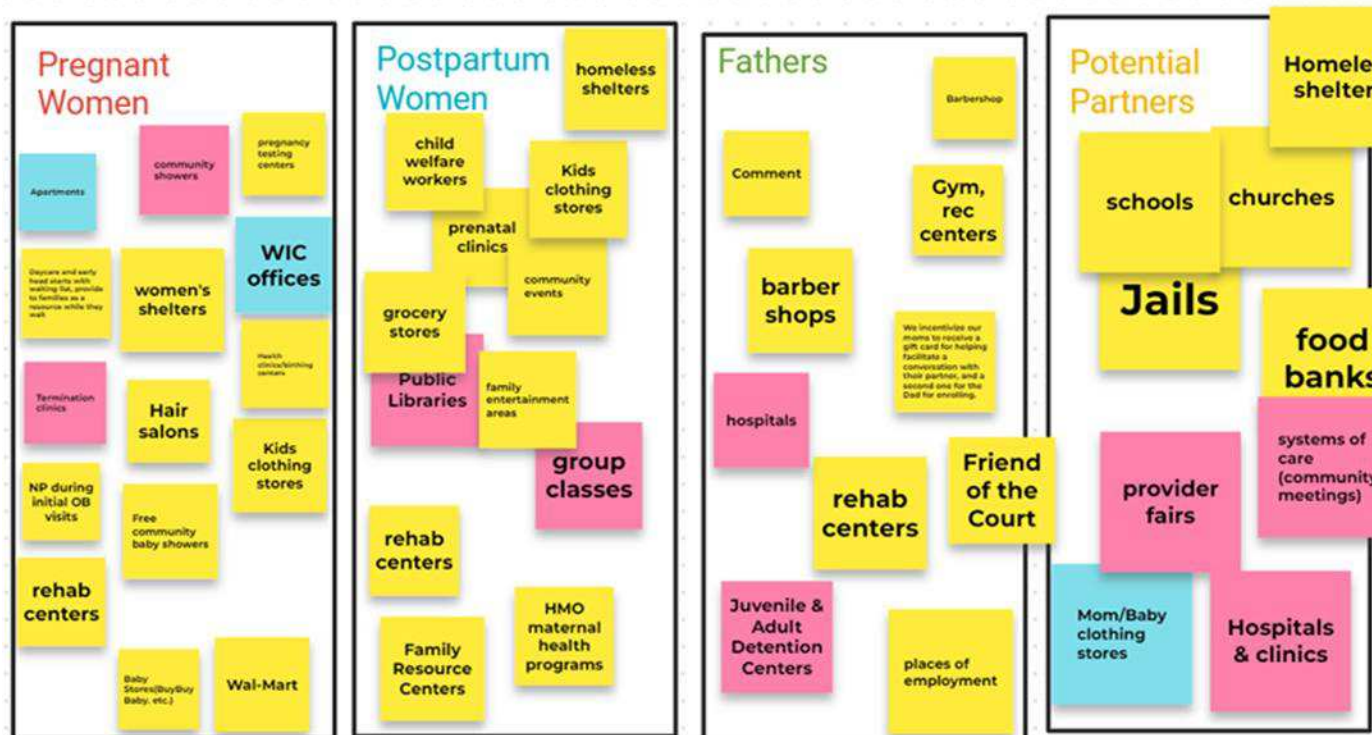 Pregnant
Women
pregnancy
testing
centers
community
showers
Apartments
WIC
offices
Daycare and early
head starts with
waiting list, provide
to families as a
resource while they
wait
women's
shelters
Health
clinics/birthing
centers
Termination
clinics
Hair
salons
Kids
clothing
stores
NP during
initial OB
visits
Free
community
baby showers
rehab
centers
Baby
Stores(BuyBuy
Baby, etc.)
Wal-Mart
Postpartum
Women
homeless
shelters
child
welfare
workers
Kids
clothing
stores
prenatal
clinics
community
events
grocery
stores
Public
Libraries
family
entertainment
areas
group
classes
rehab
centers
HMO
maternal
health
programs
Family
Resource
Centers
Fathers
Barbershop
Comment
Gym,
rec
centers
barber
shops
We incentivize our
moms to receive a
gift card for helping
facilitate a
conversation with
their partner, and a
second one for the
Dad for enrolling.
hospitals
rehab
centers
Friend
of the
Court
Juvenile &
Adult
Detention
Centers
places of
employment
Potential
Partners
Homele
shelter
schools
churches
Jails
food
banks
systems of
care
(community
meetings)
provider
fairs
Mom/Baby
clothing
stores
Hospitals
& clinics